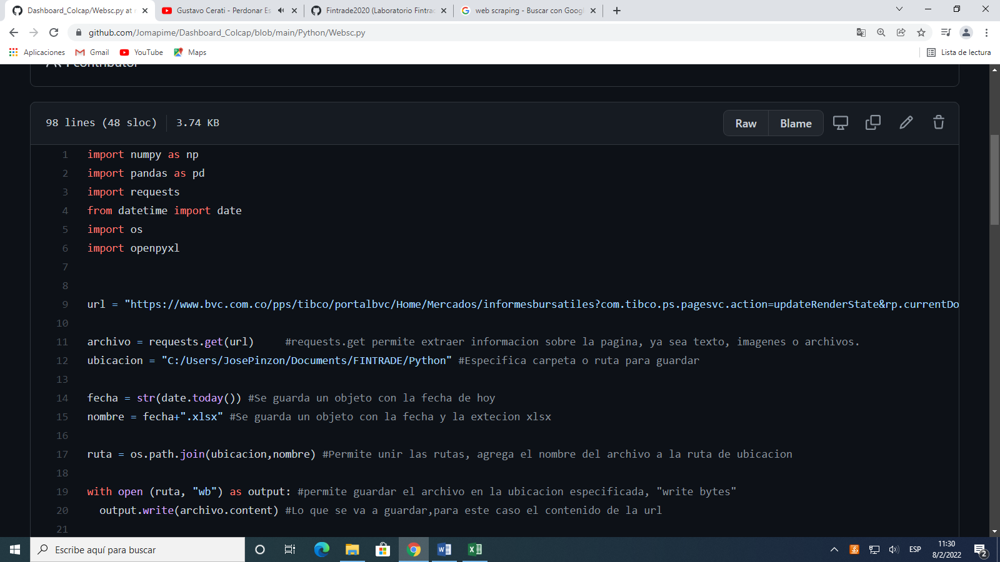 Dashboard_Colcap/Websc.py at
Gustavo Cerati - Perdonar Es
Fintrade2020 (Laboratorio Fintrac
web scraping - Buscar con Googl
github.com/Jomapime/Dashboard_Colcap/blob/main/Python/Websc.py
Aplicaciones Gmail YouTube Maps Lista de lectura
98 lines (48 sloc) 3.74 KB Raw Blame
1 import numpy as np
2 import pandas as pd
3 import requests
4 from datetime import date
5 import os
6 import openpyxl
7
8
9 url = "https://www.bvc.com.co/pps/tibco/portalbvc/Home/Mercados/informesbursatiles?com.tibco.ps.pagesvc.action=updateRenderState&rp.currentDo
10
11 archivo = requests.get(url) #requests.get permite extraer informacion sobre la pagina, ya sea texto, imagenes o archivos.
12 ubicacion = "C:/Users/JosePinzon/Documents/FINTRADE/Python" #Especifica carpeta o ruta para guardar
13
14 fecha = str(date.today()) #Se guarda un objeto con la fecha de hoy
15 nombre = fecha+".xlsx" #Se guarda un objeto con la fecha y la extecion xlsx
16
17 ruta = os.path.join(ubicacion,nombre) #Permite unir las rutas, agrega el nombre del archivo a la ruta de ubicacion
18
19 with open (ruta, "wb") as output: #permite guardar el archivo en la ubicacion especificada, "write bytes"
20 output.write(archivo.content) #Lo que se va a guardar,para este caso el contenido de la url
21
Escribe aquí para buscar
ESP
11:30
8/2/2022
2